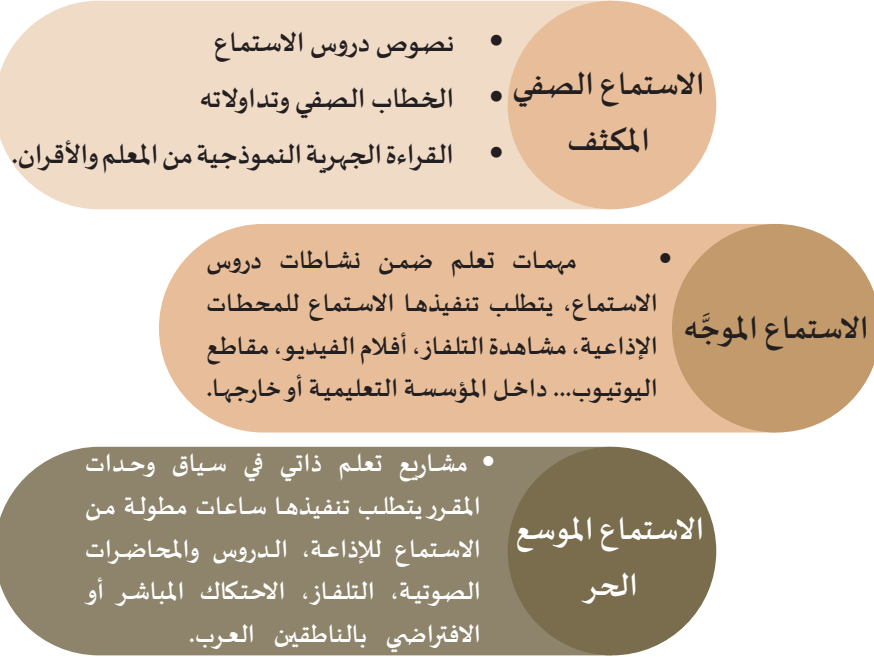 الاستماع الصفي
المكثف
• نصوص دروس الاستماع
• الخطاب الصفي وتداولاته
• القراءة الجهرية النموذجية من المعلم والأقران.
الاستماع الموجَّه
• مهمات تعلم ضمن نشاطات دروس
الاستماع، يتطلب تنفيذها الاستماع للمحطات
الإذاعية، مشاهدة التلفاز، أفلام الفيديو، مقاطع
اليوتيوب... داخل المؤسسة التعليمية أو خارجها.
الاستماع الموسع
الحر
• مشاريع تعلم ذاتي في سياق وحدات
المقرر يتطلب تنفيذها ساعات مطولة من
الاستماع للإذاعة، الدروس والمحاضرات
الصوتية، التلفاز، الاحتكاك المباشر أو
الافتراضي بالناطقين العرب.